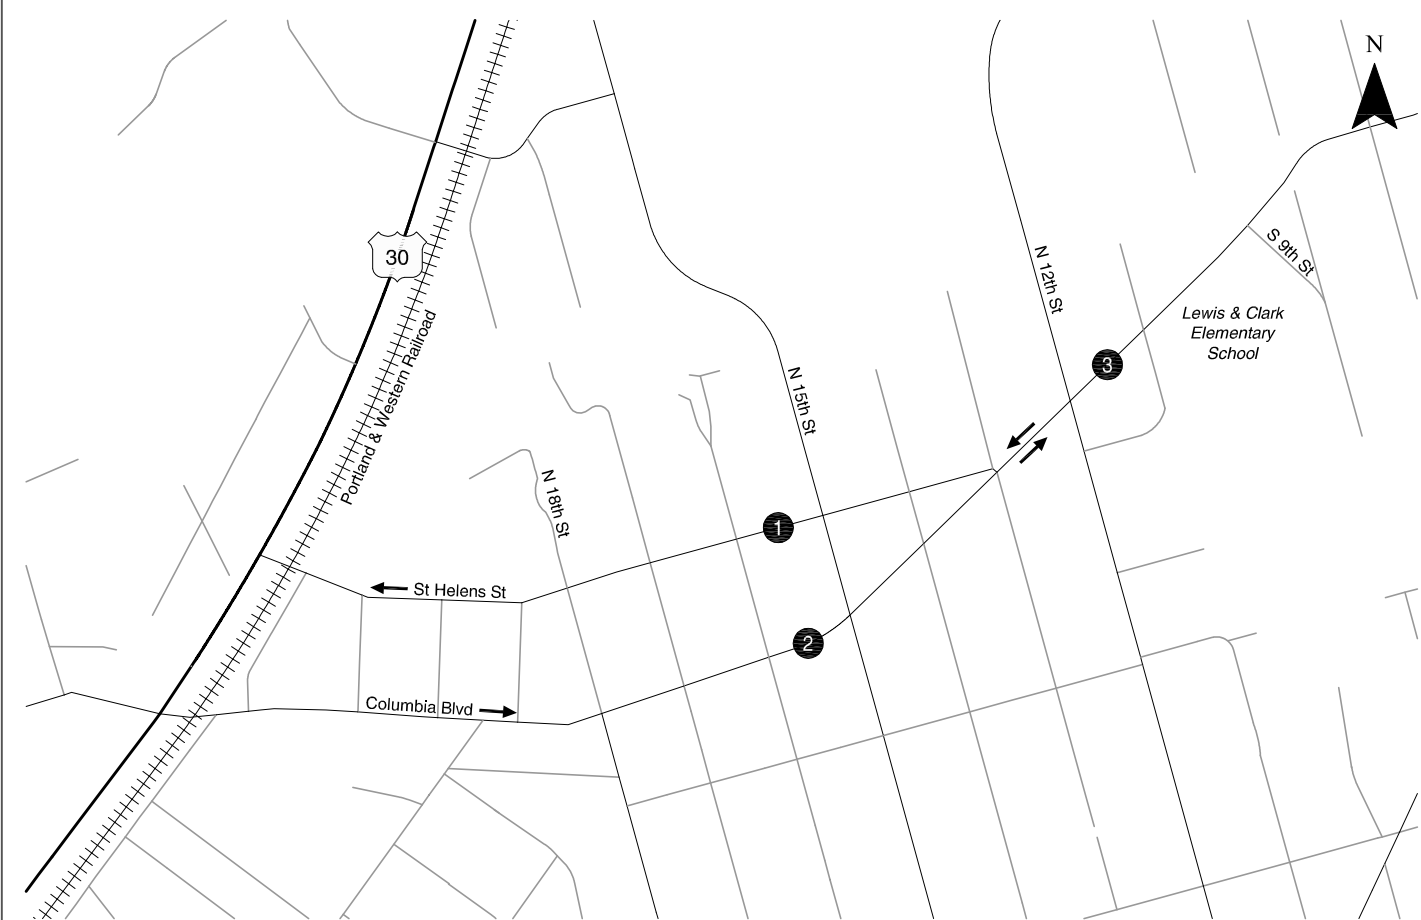 N
30
S 9th St
N 12th St
Lewis & Clark
Elementary
School
Portland & Western Railroad
3
N 15th St
N 18th St
1
St Helens St
2
Columbia Blvd